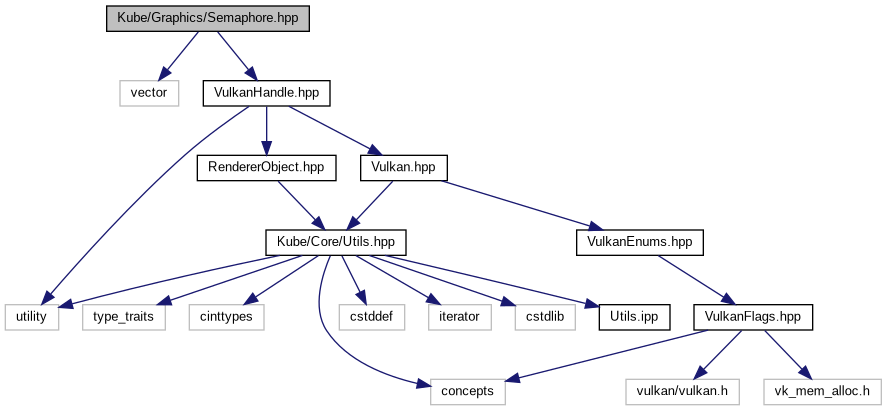 Kube/Graphics/Semaphore.hpp
vector
VulkanHandle.hpp
RendererObject.hpp
Vulkan.hpp
Kube/Core/Utils.hpp
VulkanEnums.hpp
utility
type_traits
cinttypes
cstddef
iterator
cstdlib
Utils.ipp
VulkanFlags.hpp
concepts
vulkan/vulkan.h
vk_mem_alloc.h